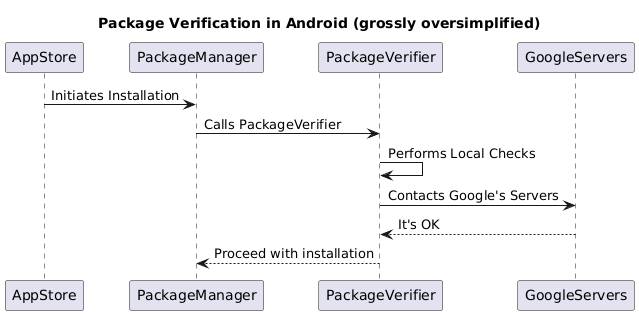 Package Verification in Android (grossly oversimplified)
AppStore PackageManager PackageVerifier GoogleServers
Initiates Installation
Calls PackageVerifier
Performs Local Checks
Contacts Google's Servers
It's OK
Proceed with installation
AppStore PackageManager PackageVerifier GoogleServers